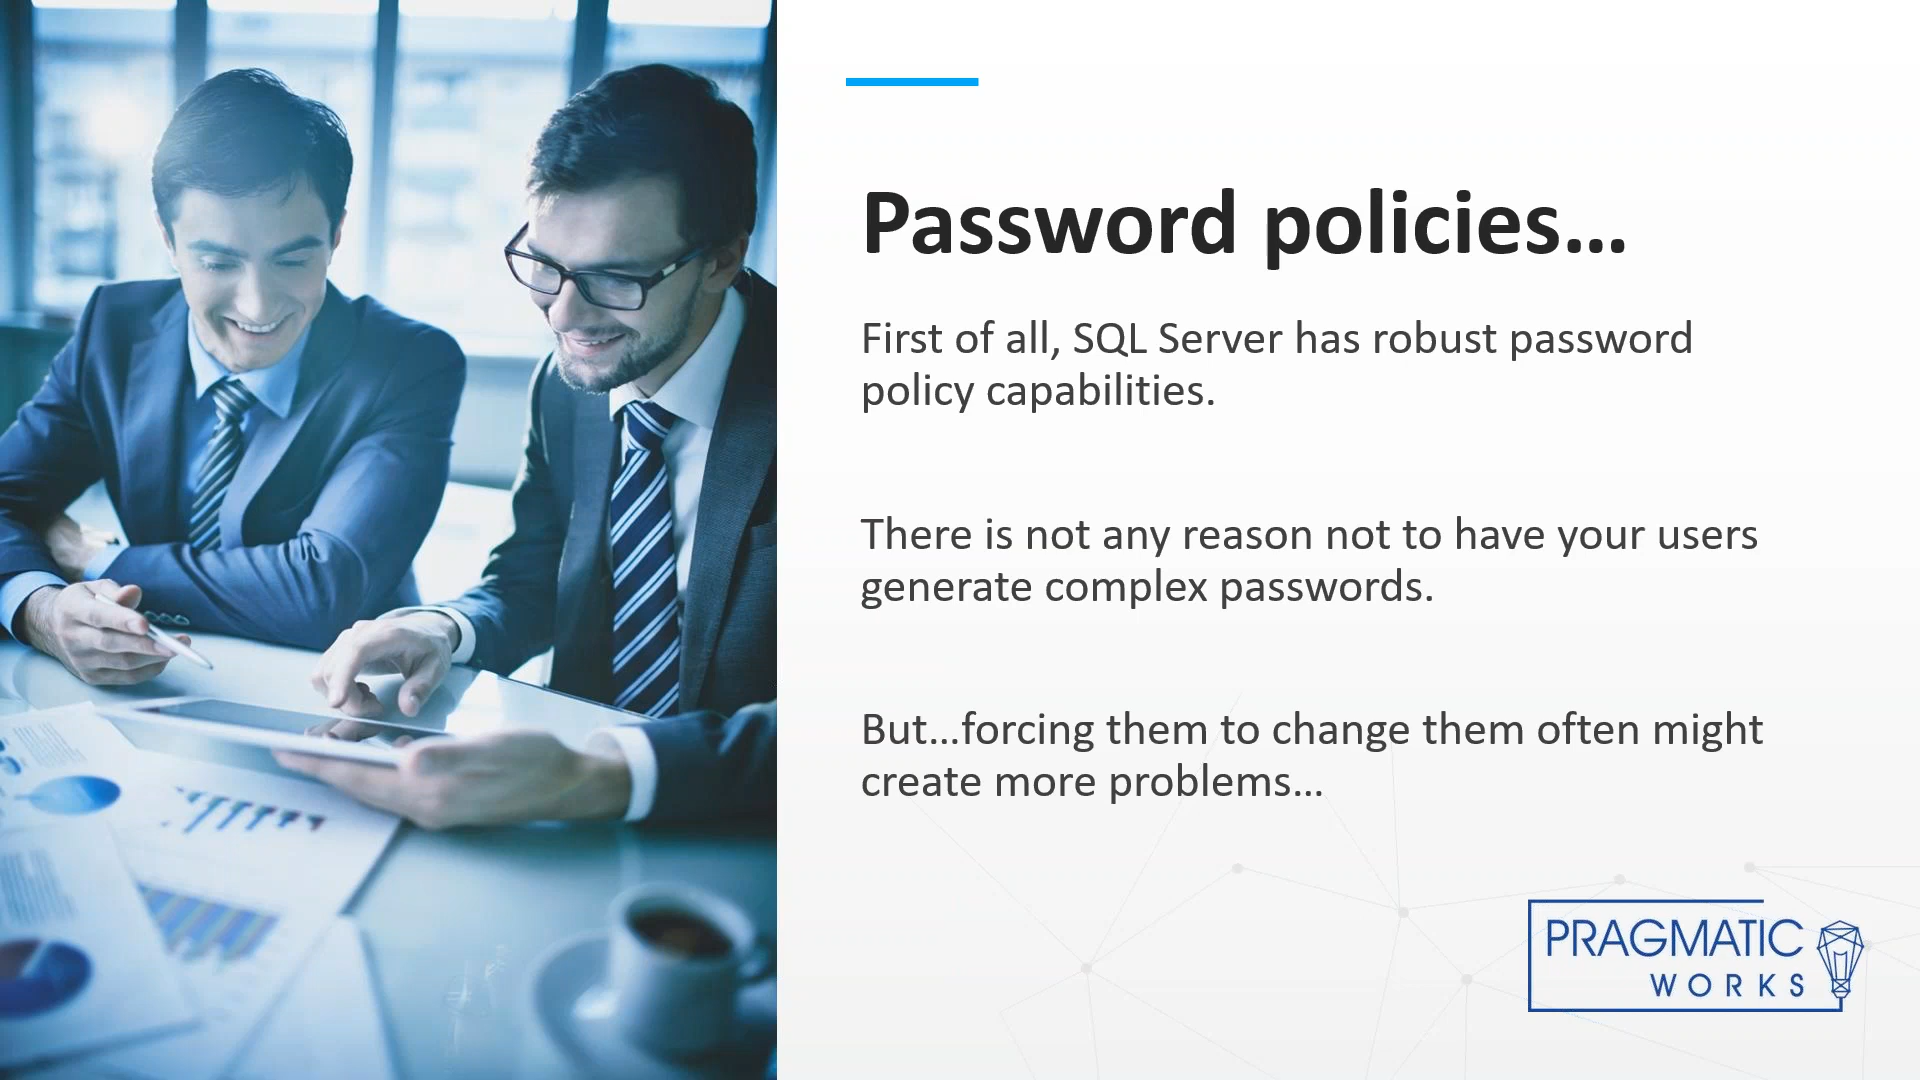 Password policies...
First of all, SQL Server has robust password
policy capabilities.
There is not any reason not to have your users
generate complex passwords.
But...forcing them to change them often might
create more problems...
PRAGMATIC
WORKS